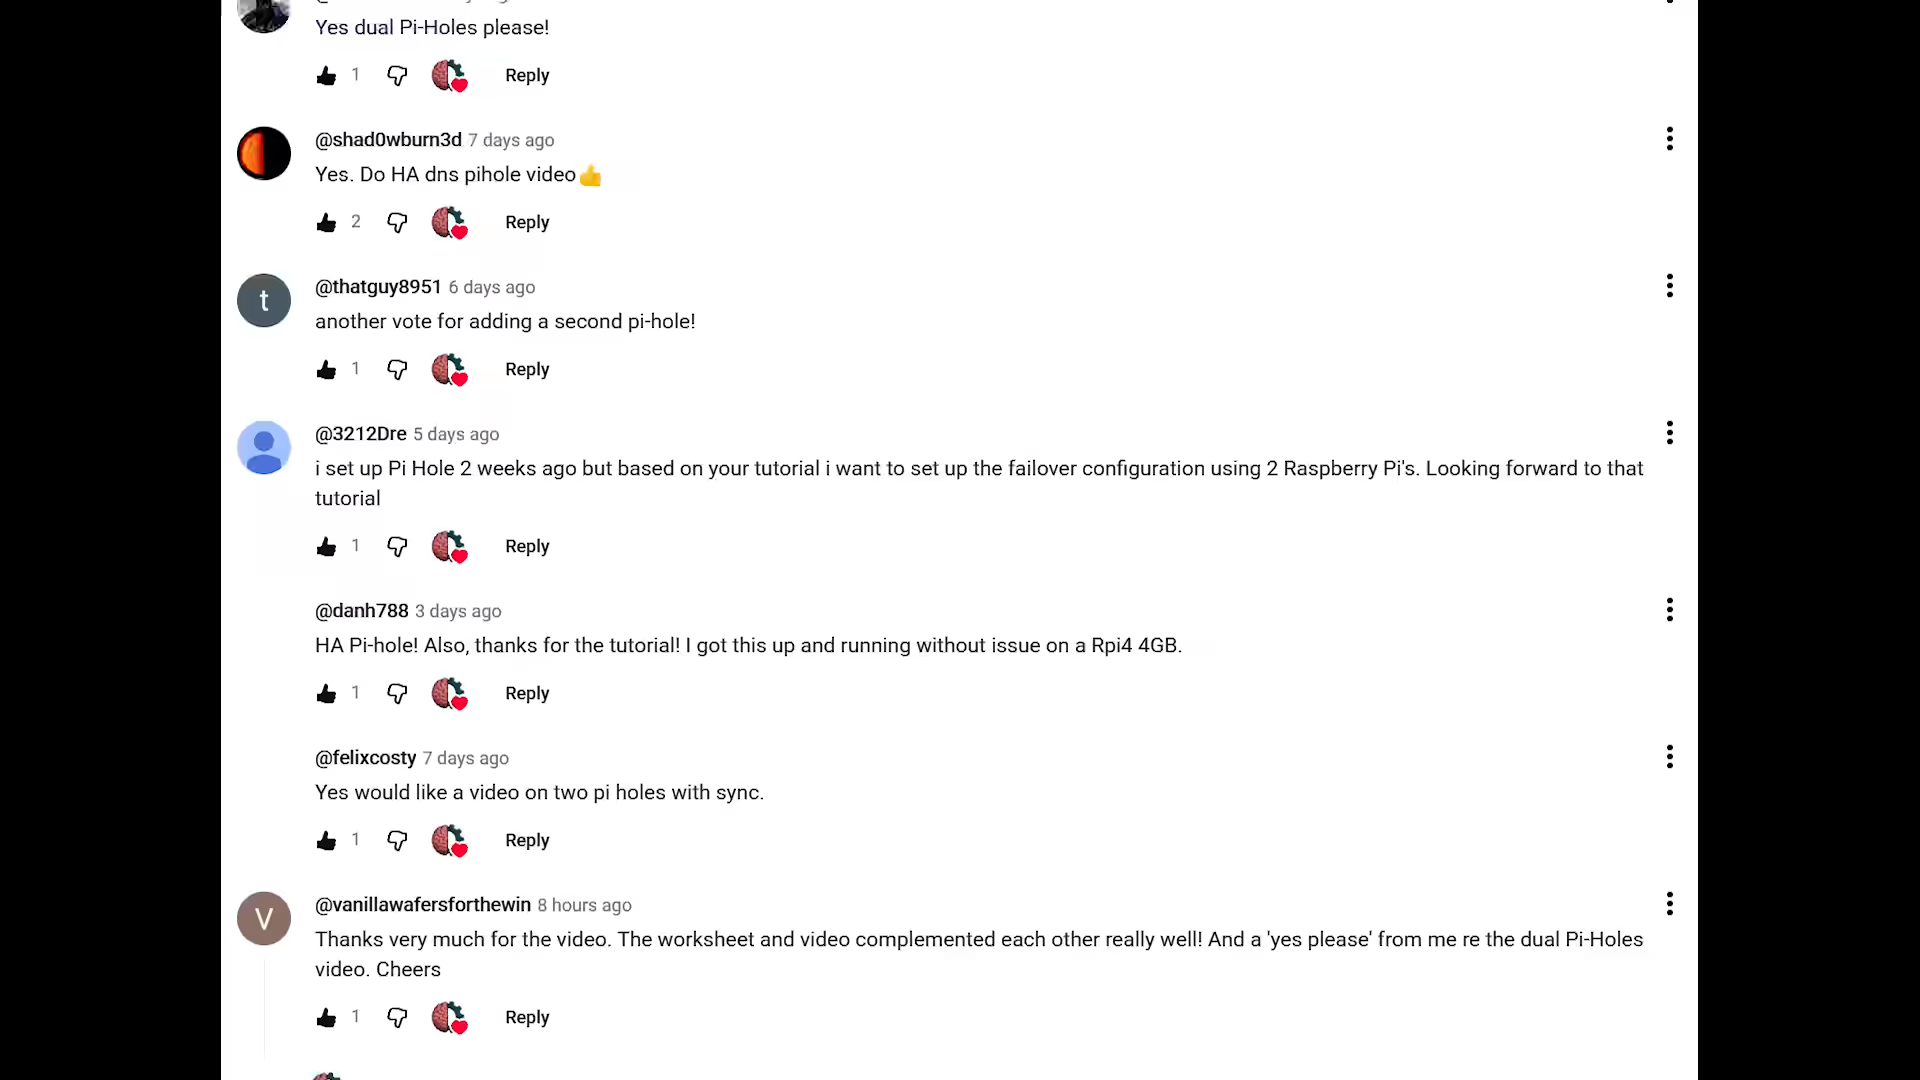 Yes dual Pi-Holes please!
1 Reply
@shad0wburn3d 7 days ago
Yes. Do HA dns pihole video👍
2 Reply
t
@thatguy8951 6 days ago
another vote for adding a second pi-hole!
1 Reply
@3212Dre 5 days ago
i set up Pi Hole 2 weeks ago but based on your tutorial i want to set up the failover configuration using 2 Raspberry Pi's. Looking forward to that
tutorial
1 Reply
@danh788 3 days ago
HA Pi-hole! Also, thanks for the tutorial! I got this up and running without issue on a Rpi4 4GB.
1 Reply
@felixcosty 7 days ago
Yes would like a video on two pi holes with sync.
1 Reply
V
@vanillawafersforthewin 8 hours ago
Thanks very much for the video. The worksheet and video complemented each other really well! And a 'yes please' from me re the dual Pi-Holes
video. Cheers
1 Reply